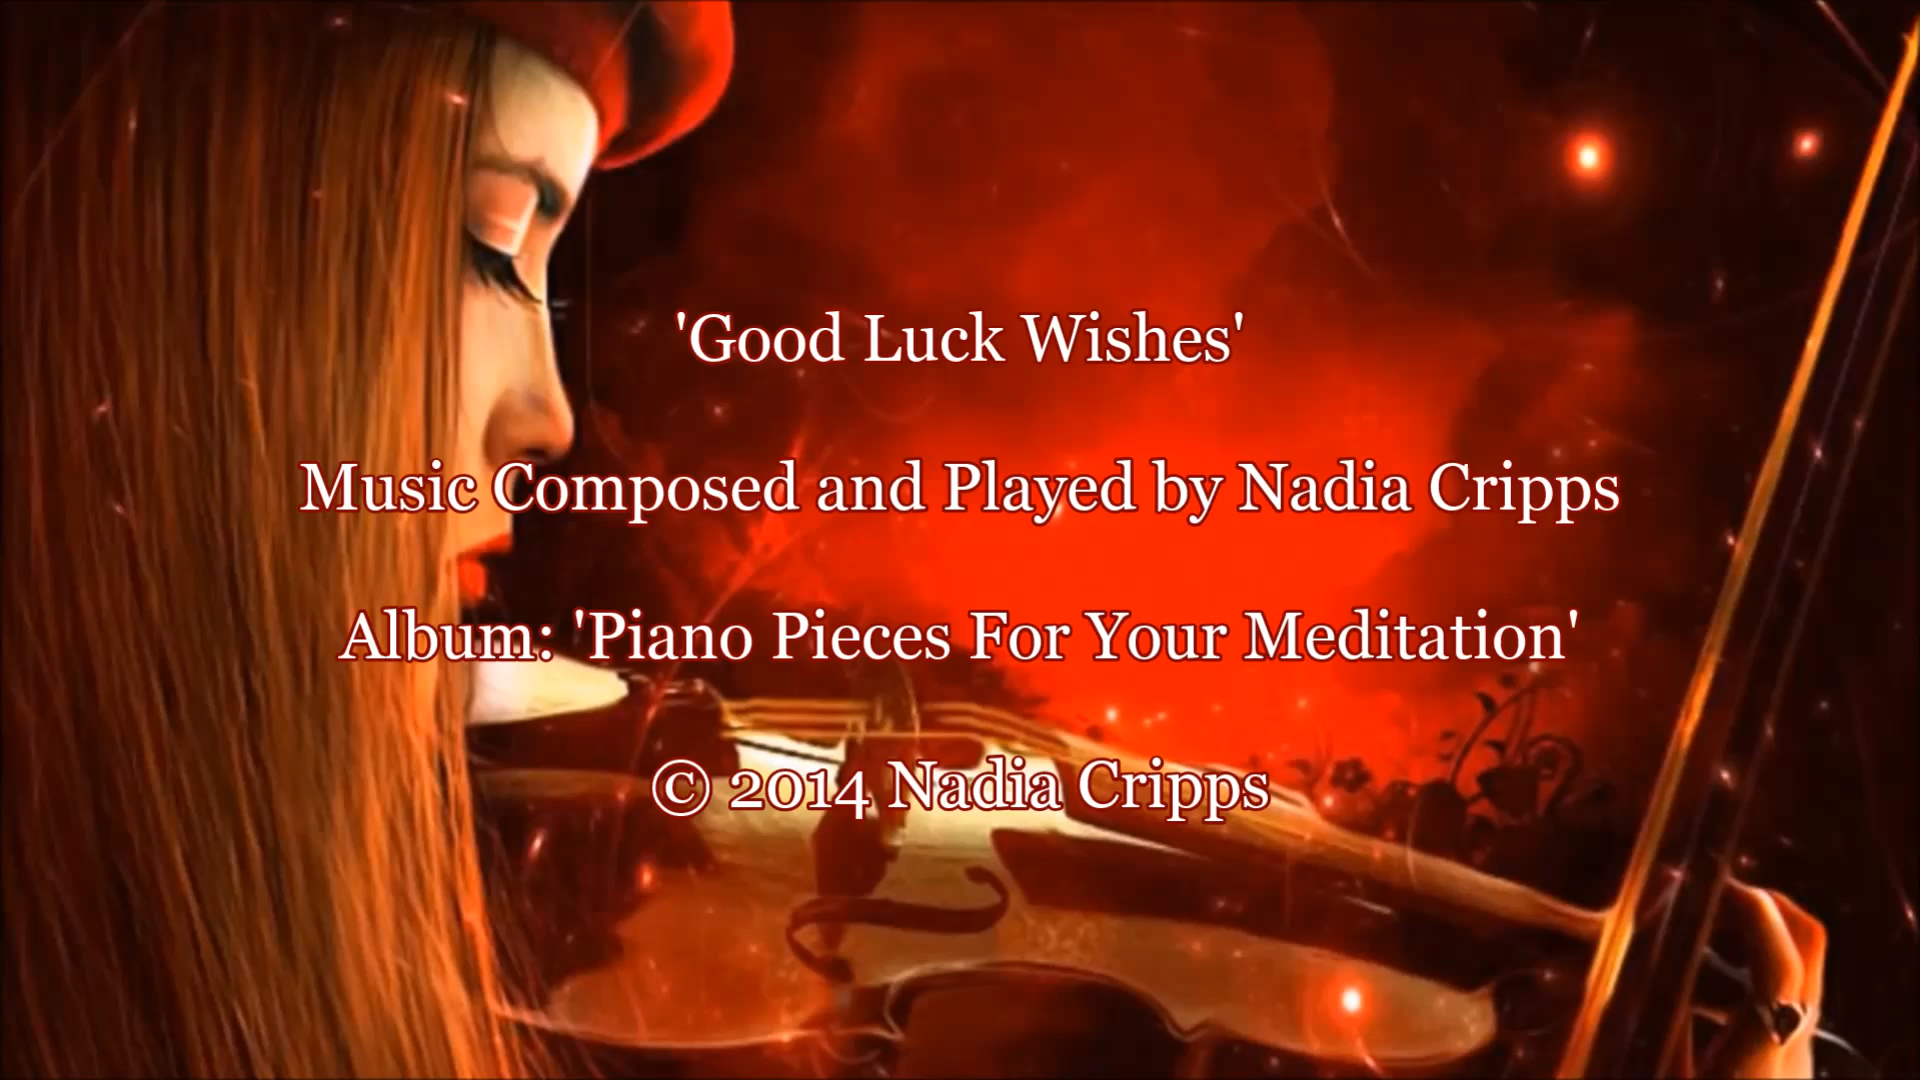 'Good Luck Wishes'
Music Composed and Played by Nadia Cripps
Album: 'Piano Pieces For Your Meditation'
© 2014 Nadia Cripps